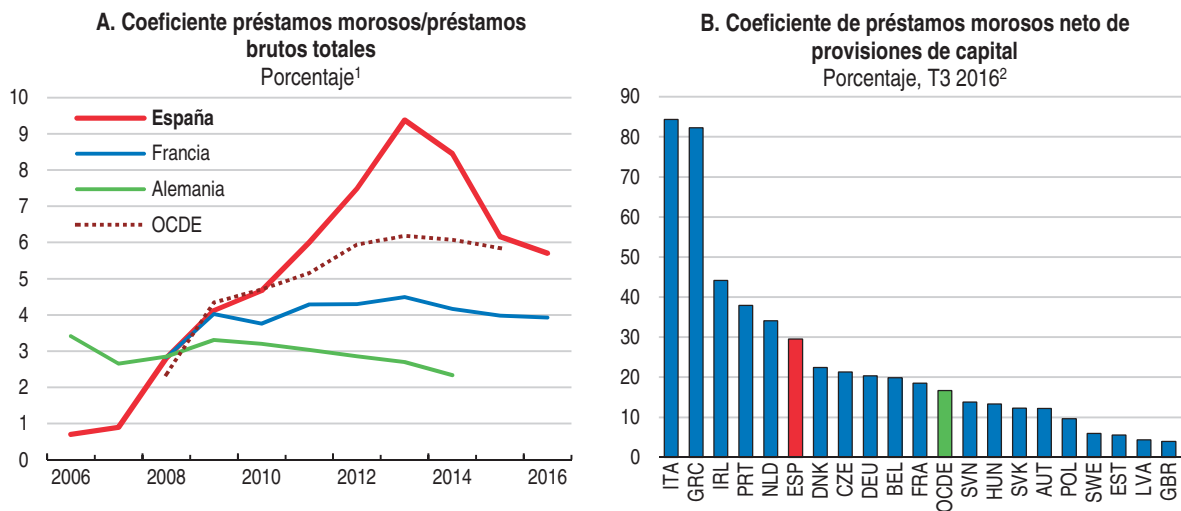 A. Coeficiente préstamos morosos/préstamos
brutos totales
Porcentaje¹
10
9
8
7
6
5
4
3
2
1
0
España
Francia
Alemania
OCDE
2006 2008 2010 2012 2014 2016
B. Coeficiente de préstamos morosos neto de
provisiones de capital
Porcentaje, T3 2016²
90
80
70
60
50
40
30
20
10
0
ITA GRC IRL PRT NLD ESP DNK CZE DEU BEL FRA OCDE SVN HUN SVK AUT POL SWE EST LVA GBR